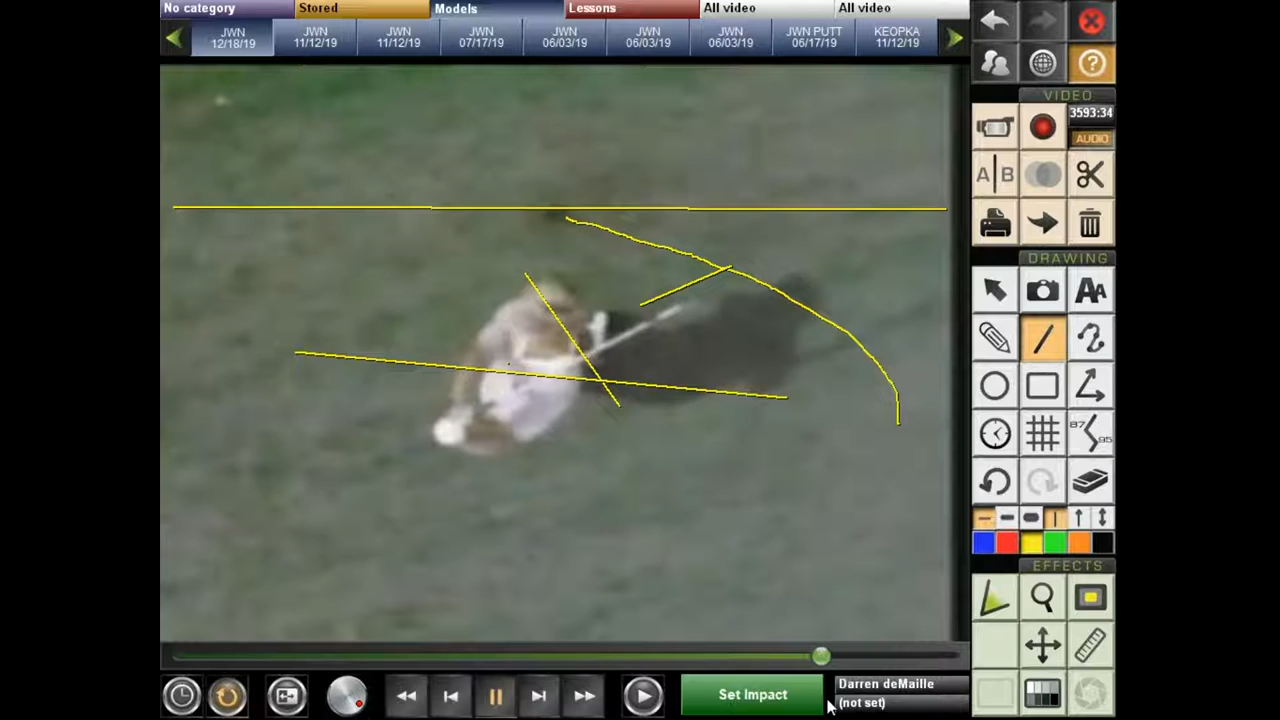 No category Stored Models Lessons All video All video
JWN JWN JWN JWN JWN JWN JWN JWN PUTT KEOPKA
12/18/19 11/12/19 11/12/19 07/17/19 06/03/19 06/03/19 06/03/19 06/17/19 11/12/19
VIDEO
3593:34
AUDIO
A B
DRAWING
AA
87 95
EFFECTS
Set Impact
Darren deMaille
(not set)